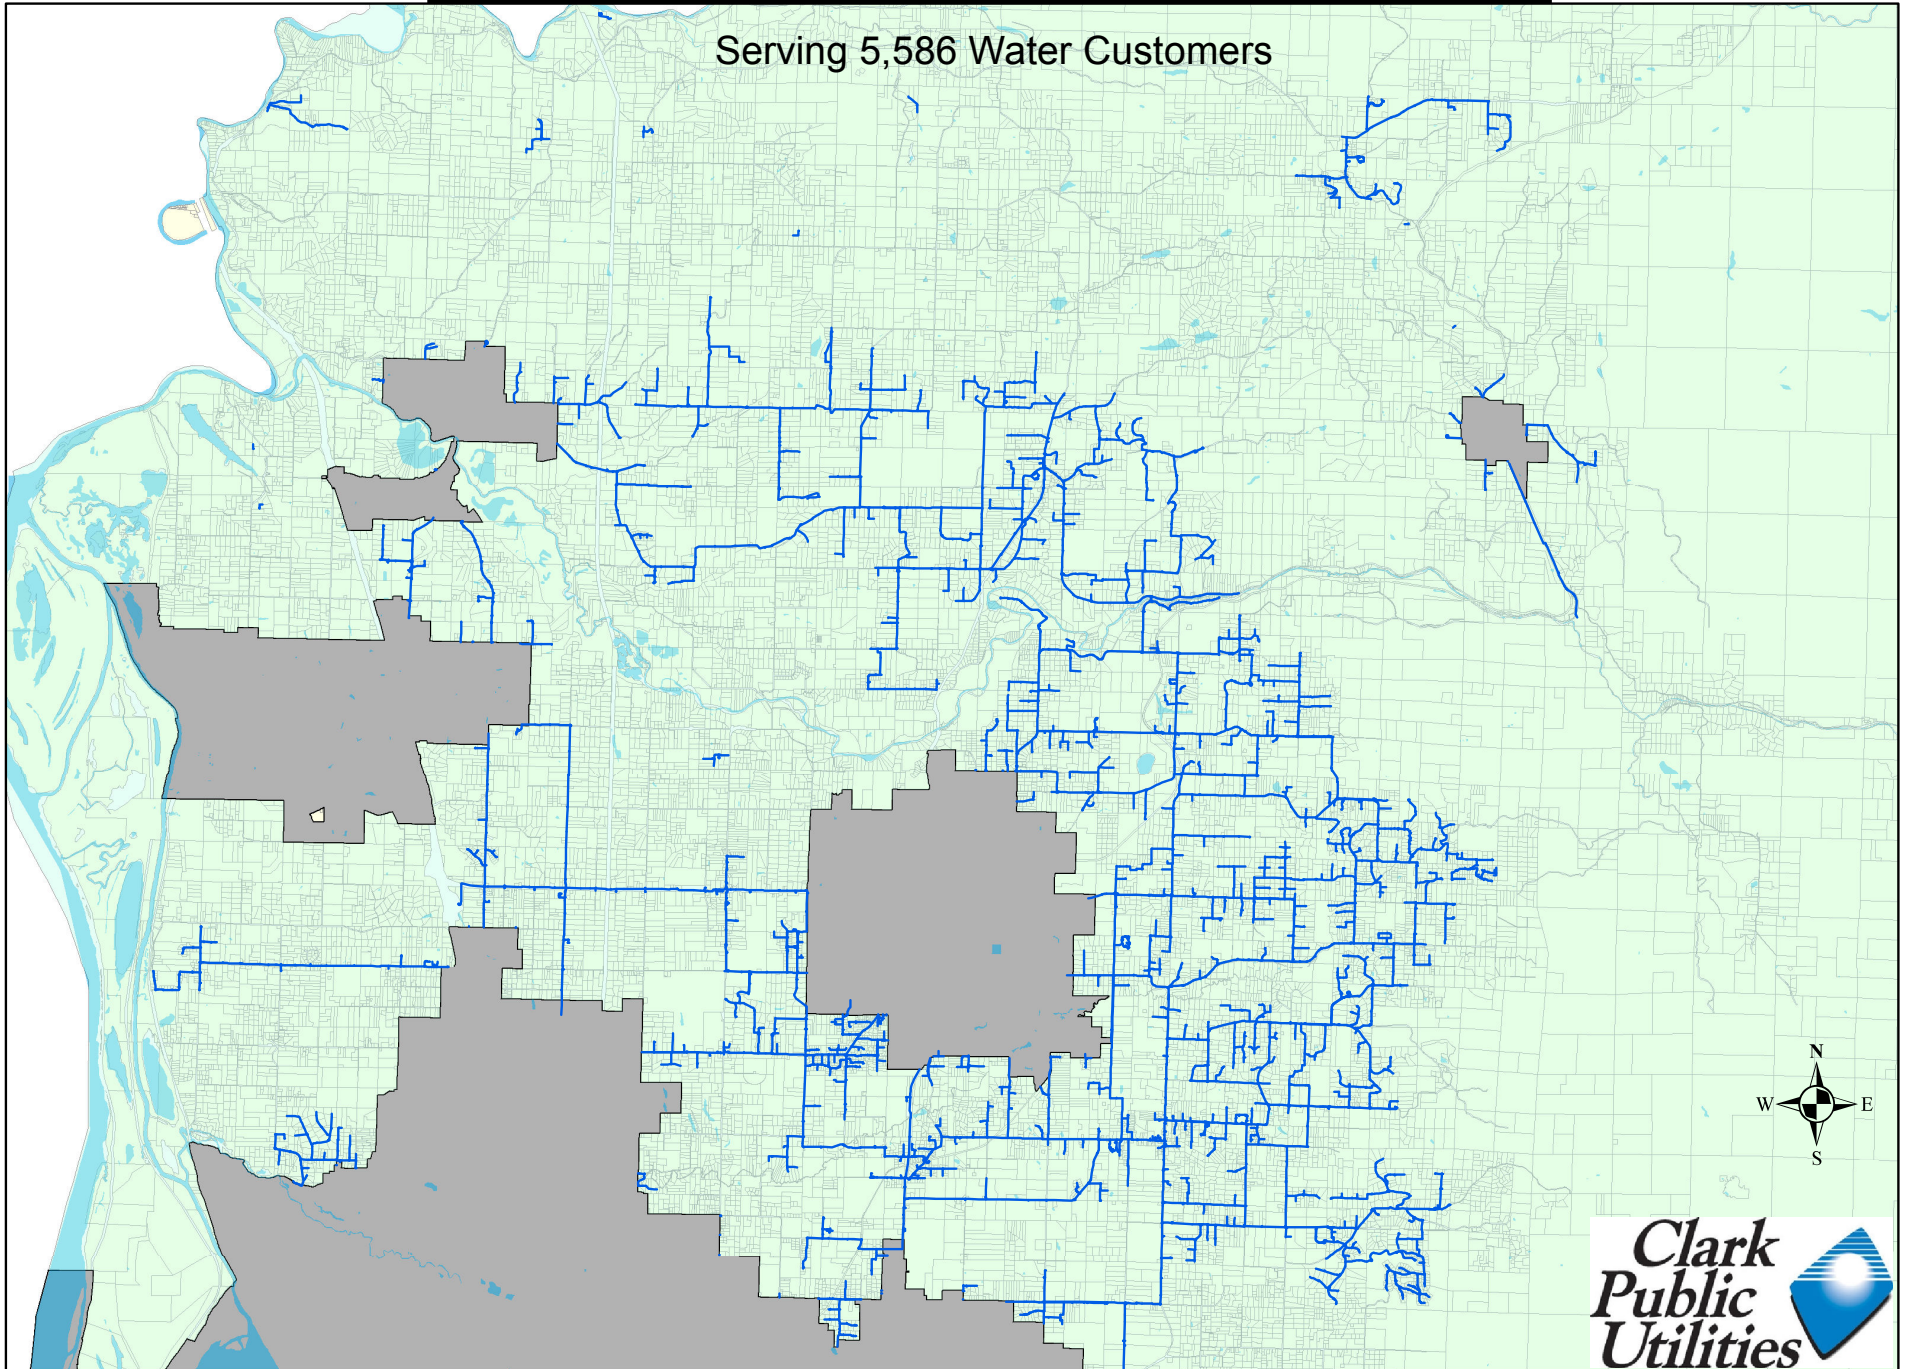 Serving 5,586 Water Customers
N
W E
S
Clark
Public
Utilities